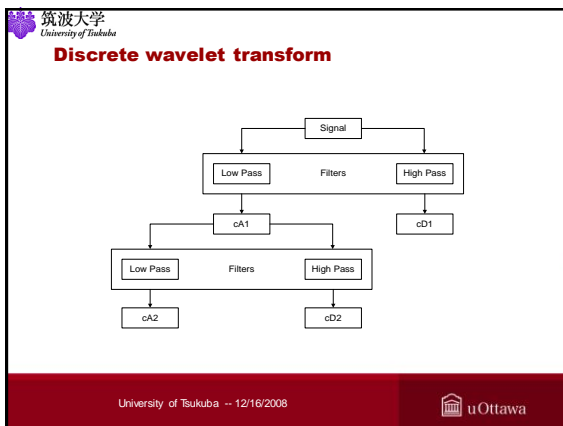 筑波大学
University of Tsukuba
Discrete wavelet transform
Signal
Low Pass Filters High Pass
cA1 cD1
Low Pass Filters High Pass
cA2 cD2
University of Tsukuba -- 12/16/2008
uOttawa